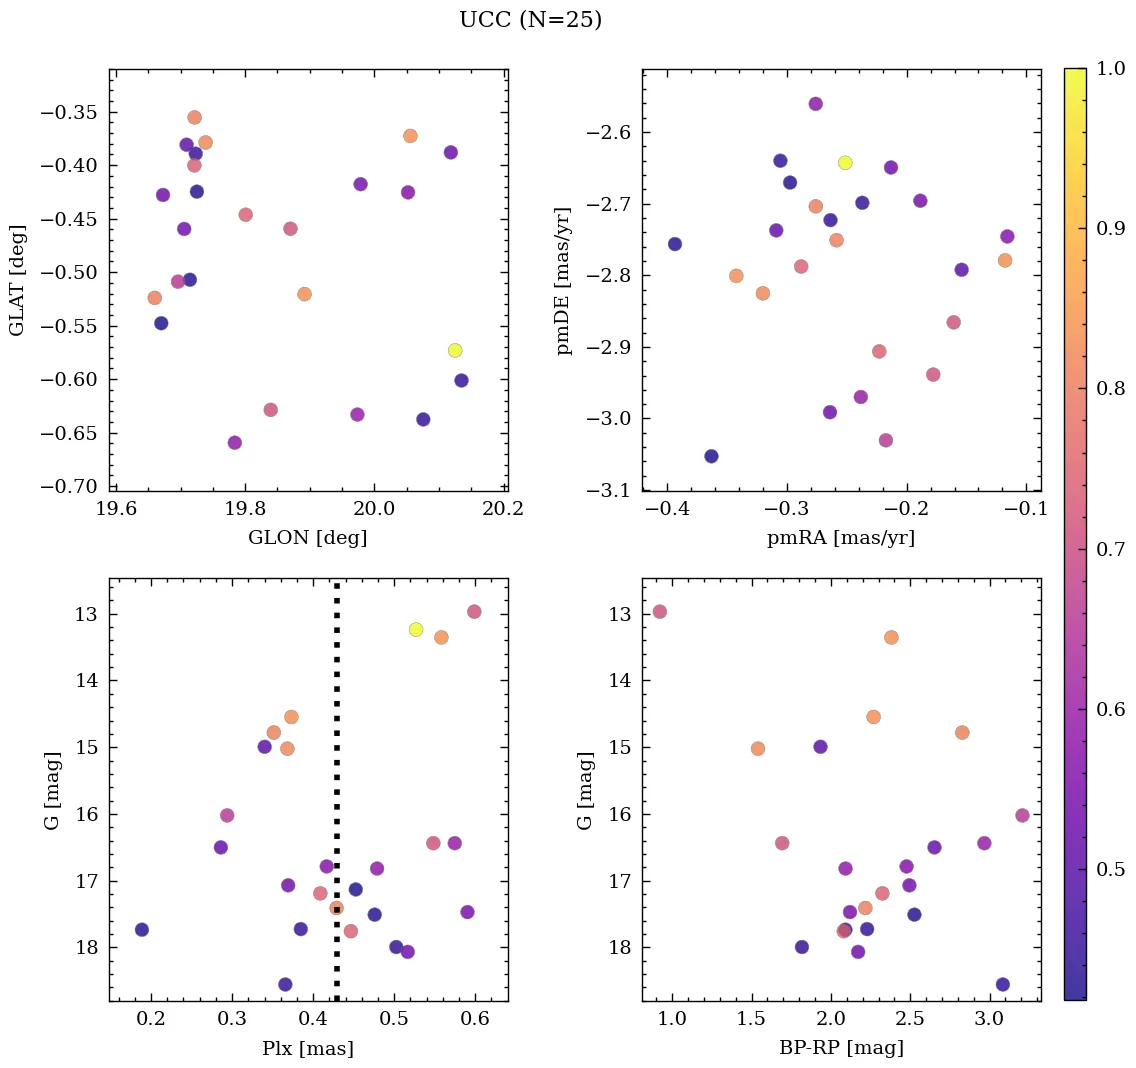 UCC (N=25)
−0.35
−0.40
−0.45
−0.50
−0.55
−0.60
−0.65
−0.70
GLAT [deg]
19.6 19.8 20.0 20.2
GLON [deg]
−2.6
−2.7
−2.8
−2.9
−3.0
−3.1
pmDE [mas/yr]
−0.4 −0.3 −0.2 −0.1
pmRA [mas/yr]
13
14
15
16
17
18
G [mag]
0.2 0.3 0.4 0.5 0.6
Plx [mas]
13
14
15
16
17
18
G [mag]
1.0 1.5 2.0 2.5 3.0
BP-RP [mag]
1.0
0.9
0.8
0.7
0.6
0.5